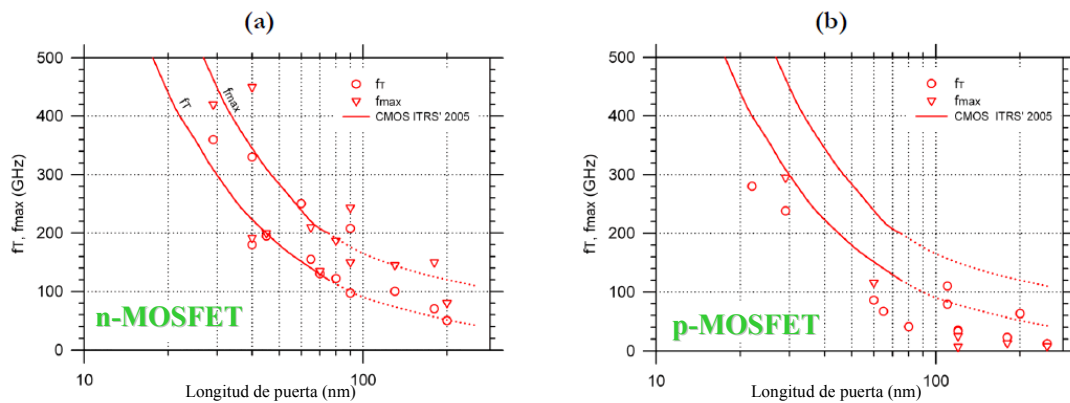 (a)
500
400
300
200
100
0
fT, fmax (GHz)
fT
fmax
fT
fmax
CMOS ITRS' 2005
n-MOSFET
10
100
Longitud de puerta (nm)
(b)
500
400
300
200
100
0
fT, fmax (GHz)
fT
fmax
CMOS ITRS' 2005
p-MOSFET
10
100
Longitud de puerta (nm)